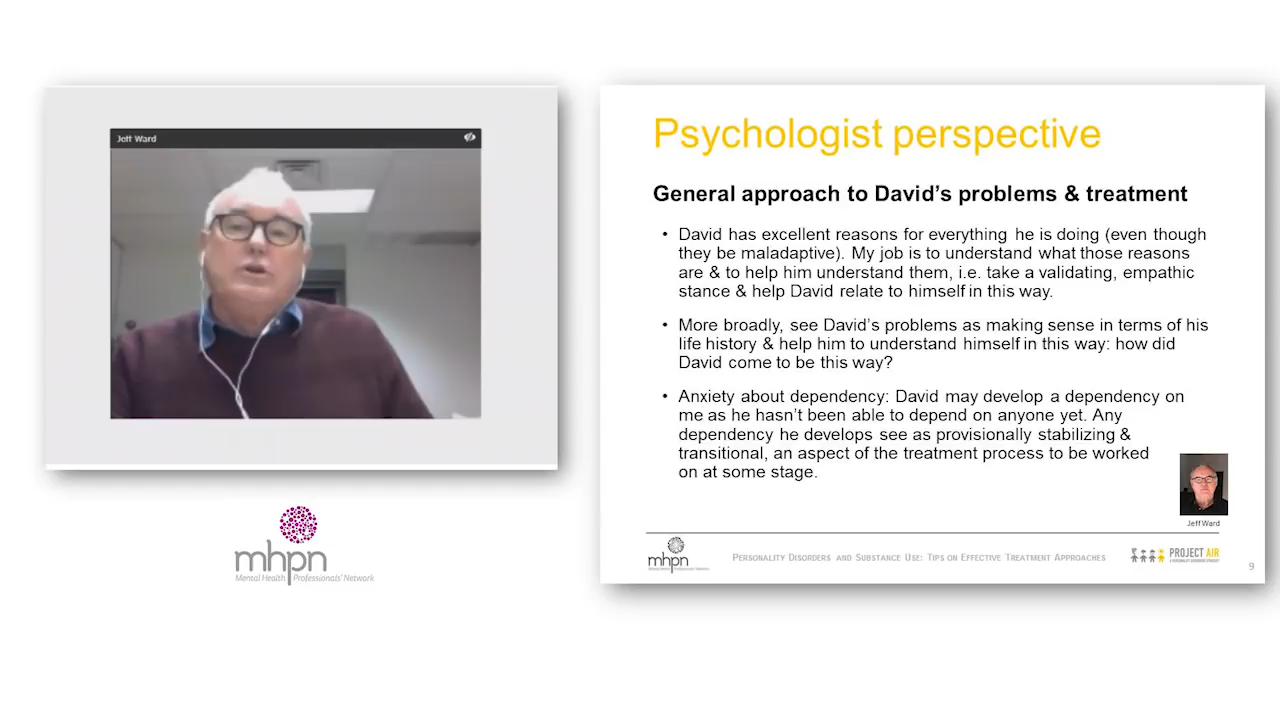 Jeff Ward
mhpn
Mental Health Professionals' Network
Psychologist perspective
General approach to David's problems & treatment
• David has excellent reasons for everything he is doing (even though
they be maladaptive). My job is to understand what those reasons
are & to help him understand them, i.e. take a validating, empathic
stance & help David relate to himself in this way.
• More broadly, see David's problems as making sense in terms of his
life history & help him to understand himself in this way: how did
David come to be this way?
• Anxiety about dependency: David may develop a dependency on
me as he hasn't been able to depend on anyone yet. Any
dependency he develops see as provisionally stabilizing &
transitional, an aspect of the treatment process to be worked
on at some stage.
Jeff Ward
mhpn
Mental Health Professionals' Network
PERSONALITY DISORDERS AND SUBSTANCE USE: TIPS ON EFFECTIVE TREATMENT APPROACHES
PROJECT AIR
A PERSONALITY DISORDERS STRATEGY
9